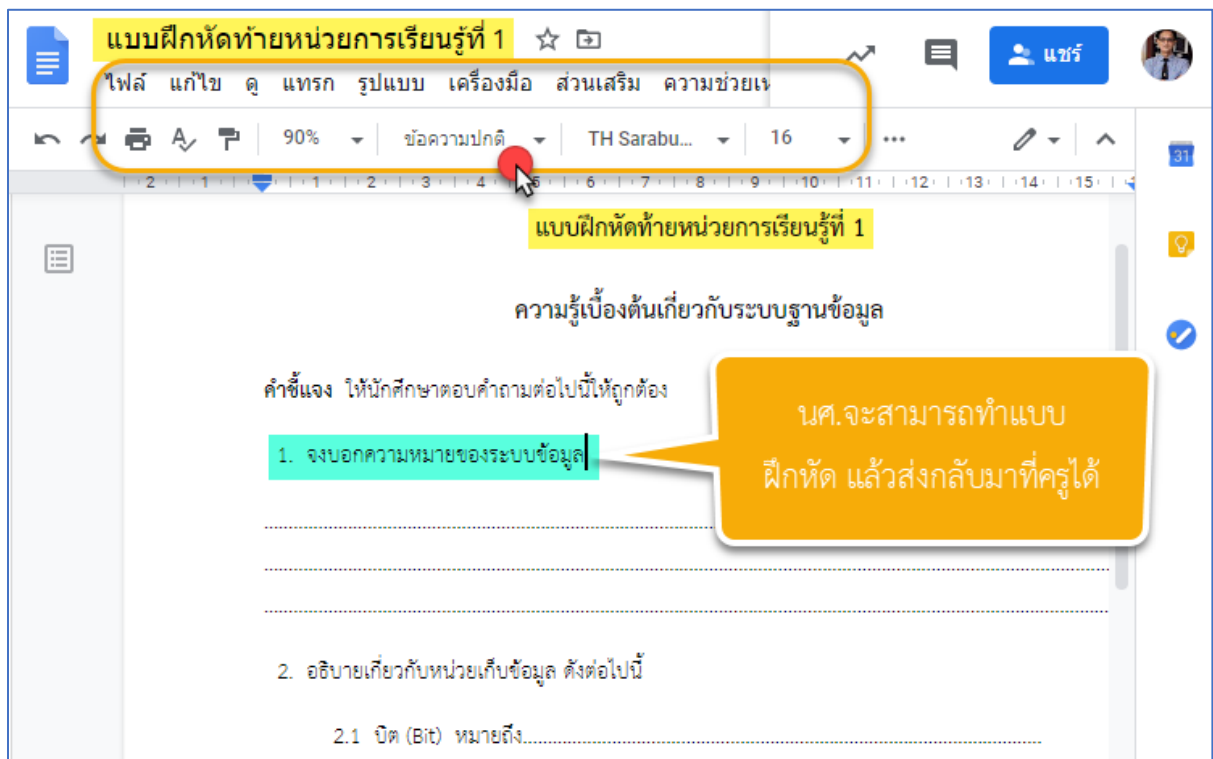 แบบฝึกหัดท้ายหน่วยการเรียนรู้ที่ 1
ไฟล์ แก้ไข ดู แทรก รูปแบบ เครื่องมือ ส่วนเสริม ความช่วยเห
แชร์
90% ข้อความปกติ TH Sarabu... 16
2 1 1 2 3 4 5 6 7 8 9 10 11 12 13 14 15
31
แบบฝึกหัดท้ายหน่วยการเรียนรู้ที่ 1
ความรู้เบื้องต้นเกี่ยวกับระบบฐานข้อมูล
คำชี้แจง ให้นักศึกษาตอบคำถามต่อไปนี้ให้ถูกต้อง
1. จงบอกความหมายของระบบข้อมูล
นศ.จะสามารถทำแบบ
ฝึกหัด แล้วส่งกลับมาที่ครูได้
2. อธิบายเกี่ยวกับหน่วยเก็บข้อมูล ดังต่อไปนี้
2.1 บิต (Bit) หมายถึง..........................................................................